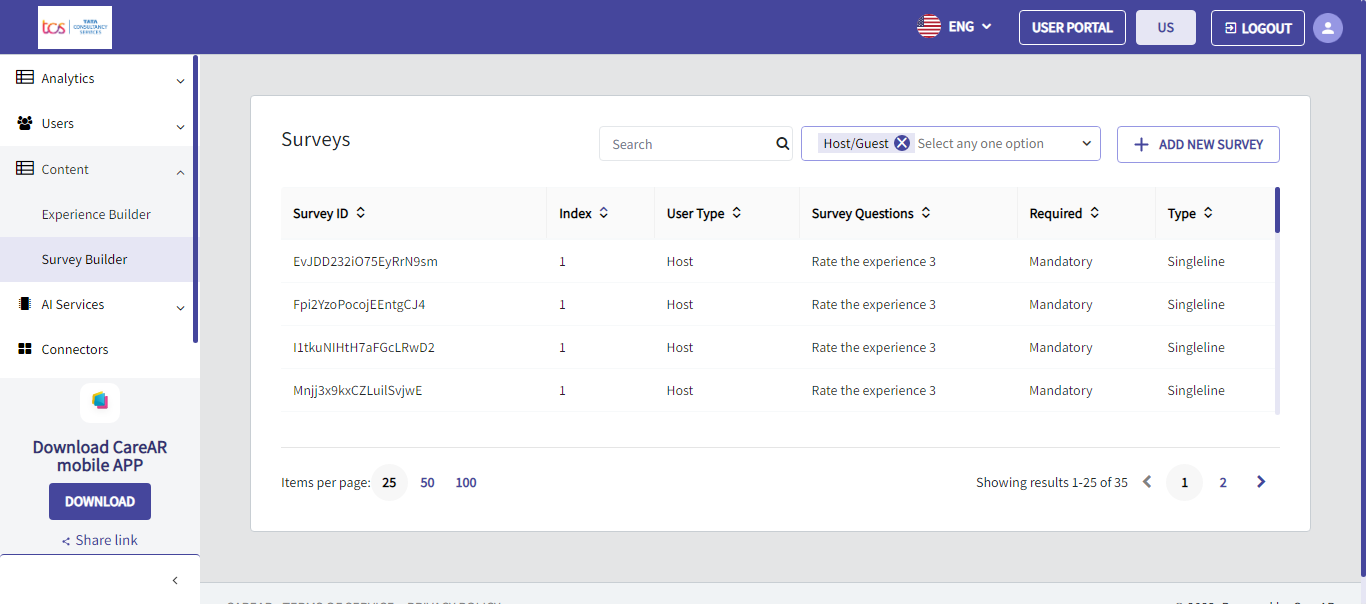 tcs TATA CONSULTANCY SERVICES
ENG
USER PORTAL
US
LOGOUT
Analytics
Users
Content
Experience Builder
Survey Builder
AI Services
Connectors
Download CareAR
mobile APP
DOWNLOAD
Share link
Surveys
Search
Host/Guest Select any one option
ADD NEW SURVEY
Survey ID Index User Type Survey Questions Required Type
EvJDD232iO75EyRrN9sm 1 Host Rate the experience 3 Mandatory Singleline
Fpi2YzoPocojEEntgCJ4 1 Host Rate the experience 3 Mandatory Singleline
I1tkuNIHtH7aFGcLRwD2 1 Host Rate the experience 3 Mandatory Singleline
Mnjj3x9kxCZLuilSvjwE 1 Host Rate the experience 3 Mandatory Singleline
Items per page: 25 50 100
Showing results 1-25 of 35 1 2